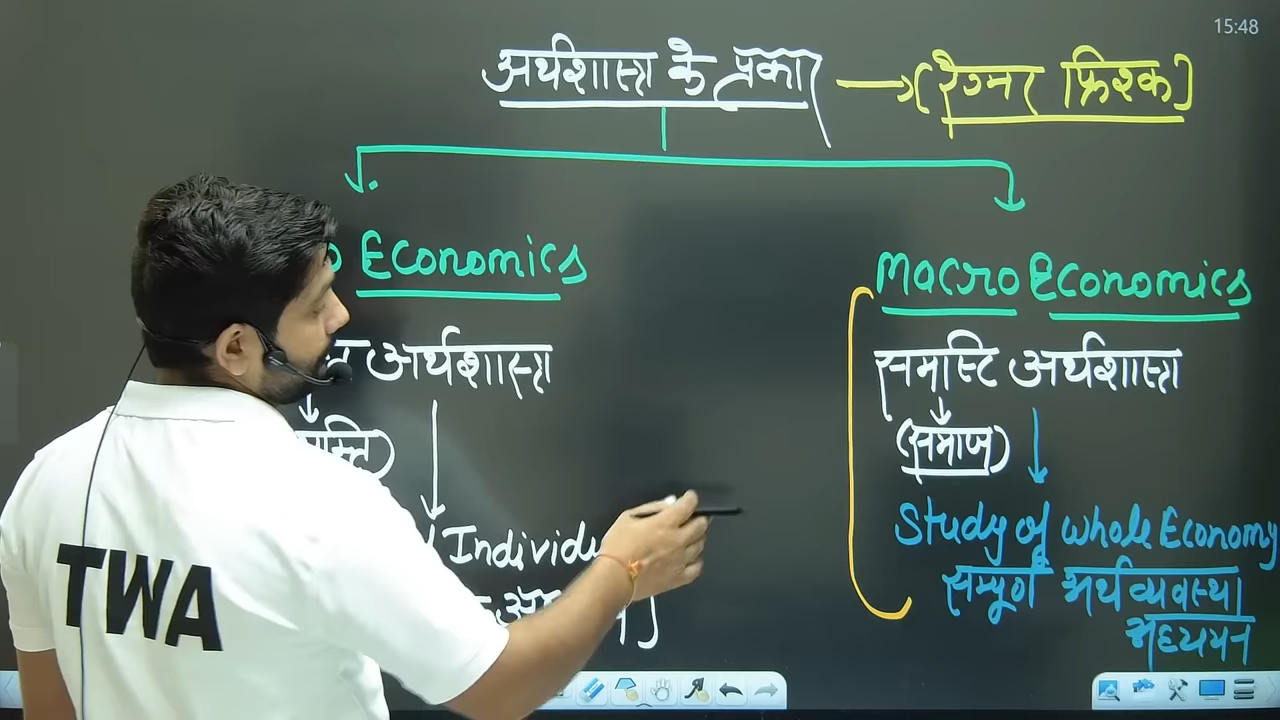 15:48
अर्थशास्त्र के प्रकार → (रैग्नर फ्रिश्क)
Economics
Macro Economics
अर्थशास्त्र
समास्टि अर्थशास्त्र
(समाज)
Individu
Study of whole Economy
सम्पूर्ण अर्थव्यवस्था
अध्ययन
TWA